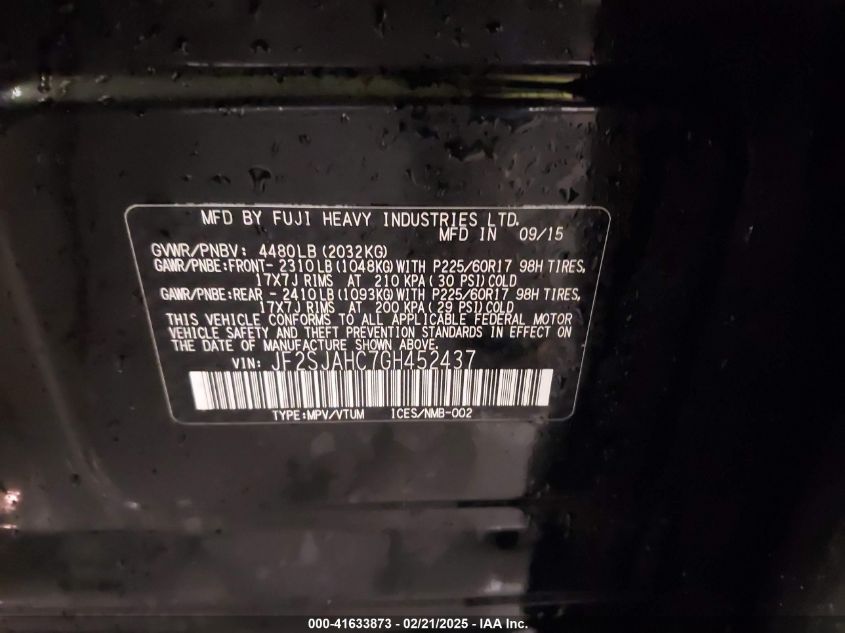 MFD BY FUJI HEAVY INDUSTRIES LTD.
MFD IN 09/15
GVWR/PNBV: 4480LB (2032KG)
GAWR/PNBE:FRONT- 2310 LB (1048KG) WITH P225/60R17 98H TIRES,
17X7J RIMS AT 210 KPA ( 30 PSI) COLD
GAWR/PNBE:REAR - 2410 LB (1093KG) WITH P225/60R17 98H TIRES,
17X7J RIMS AT 200 KPA ( 29 PSI) COLD
THIS VEHICLE CONFORMS TO ALL APPLICABLE FEDERAL MOTOR
VEHICLE SAFETY AND THEFT PREVENTION STANDARDS IN EFFECT ON
THE DATE OF MANUFACTURE SHOWN ABOVE.
VIN: JF2SJAHC7GH452437
TYPE:MPV/VTUM ICES/NMB-002
000-41633873 - 02/21/2025 - IAA Inc.